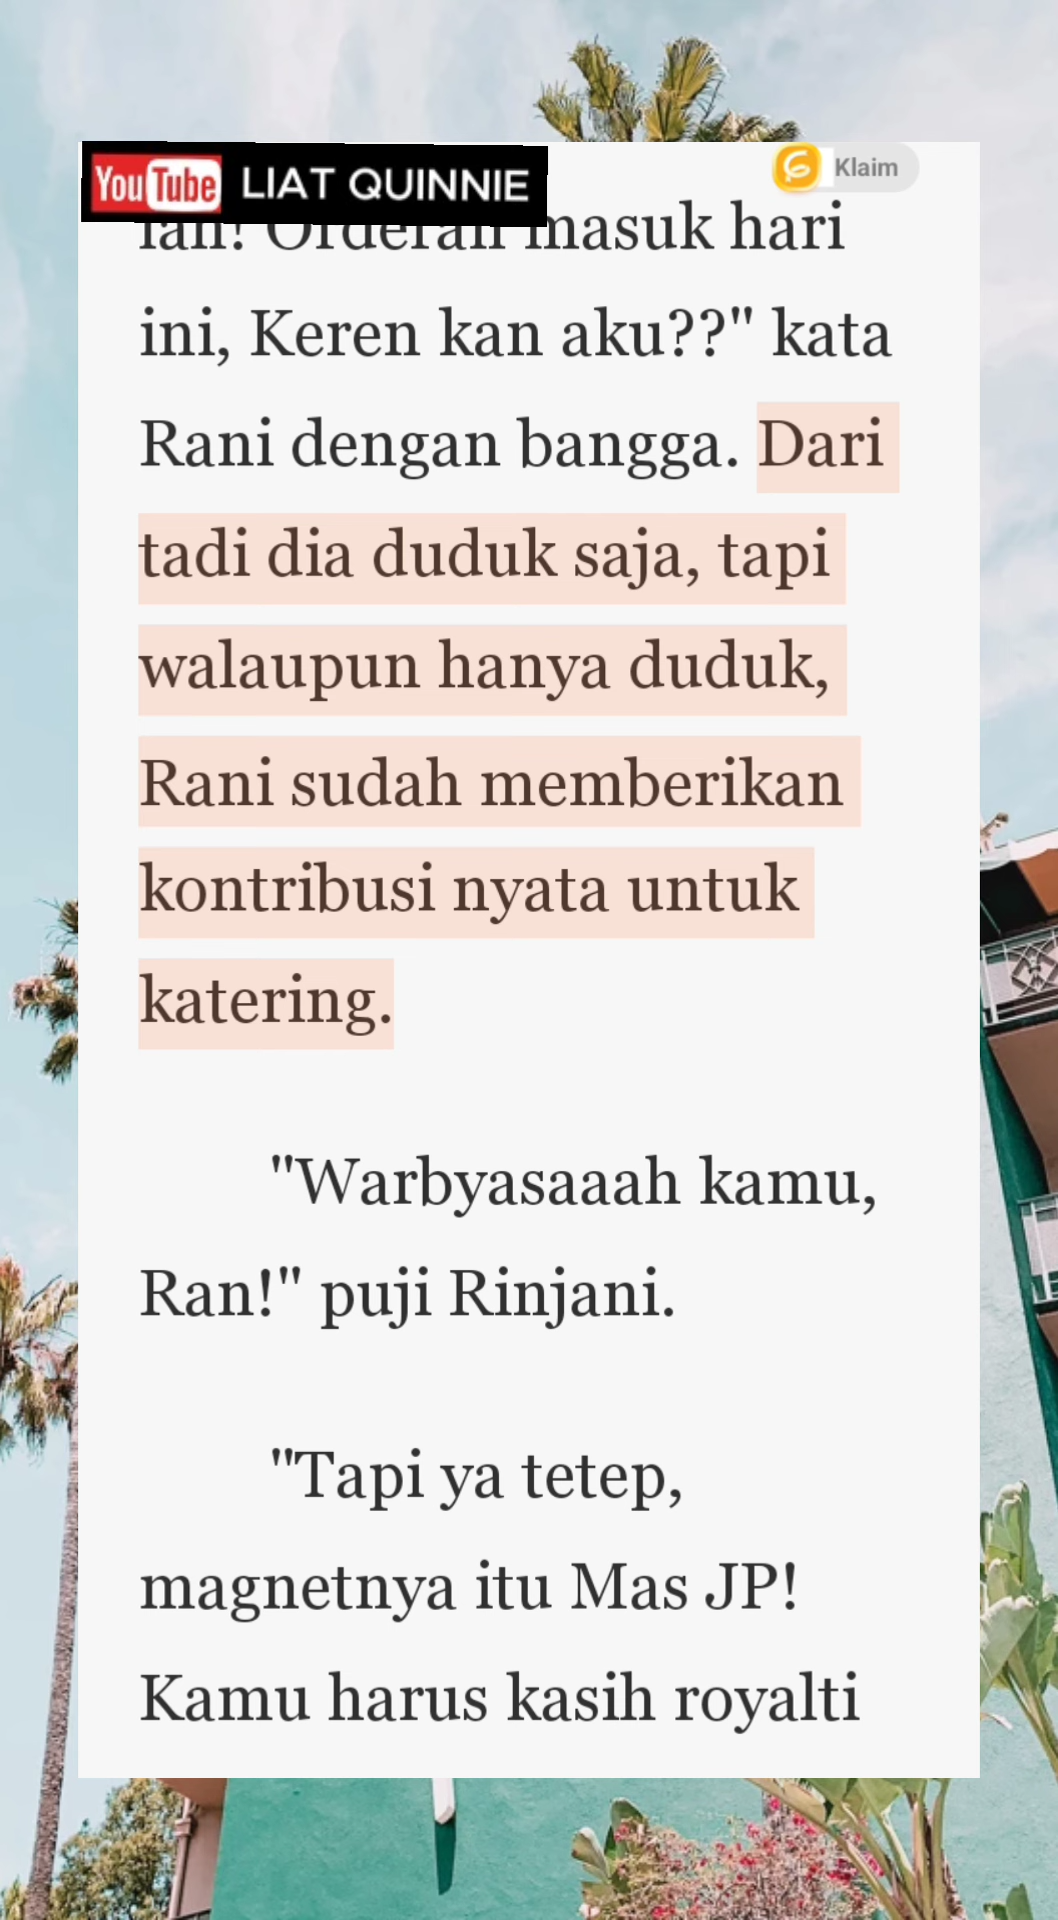 YouTube LIAT QUINNIE
Klaim
lah! Orderan masuk hari
ini, Keren kan aku??" kata
Rani dengan bangga. Dari
tadi dia duduk saja, tapi
walaupun hanya duduk,
Rani sudah memberikan
kontribusi nyata untuk
katering.
"Warbyasaaah kamu,
Ran!" puji Rinjani.
"Tapi ya tetep,
magnetnya itu Mas JP!
Kamu harus kasih royalti